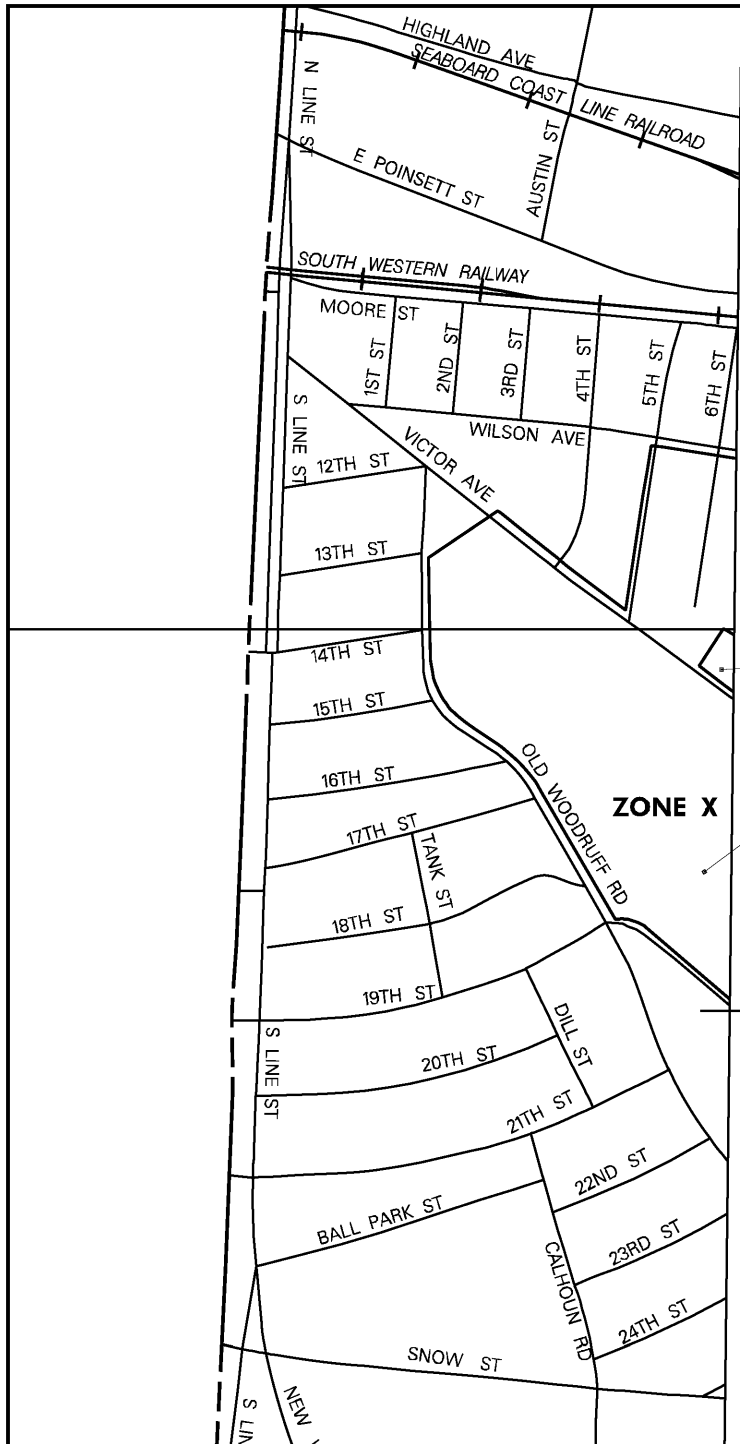 HIGHLAND AVE
SEABOARD COAST LINE RAILROAD
N LINE ST
AUSTIN ST
E POINSETT ST
SOUTH WESTERN RAILWAY
MOORE ST
1ST ST
2ND ST
3RD ST
4TH ST
5TH ST
6TH ST
WILSON AVE
S LINE ST
VICTOR AVE
12TH ST
13TH ST
14TH ST
15TH ST
16TH ST
OLD WOODRUFF RD
ZONE X
17TH ST
TANK ST
18TH ST
19TH ST
DILL ST
S LINE ST
20TH ST
21TH ST
22ND ST
BALL PARK ST
23RD ST
CALHOUN RD
24TH ST
SNOW ST
NEW
S LIN